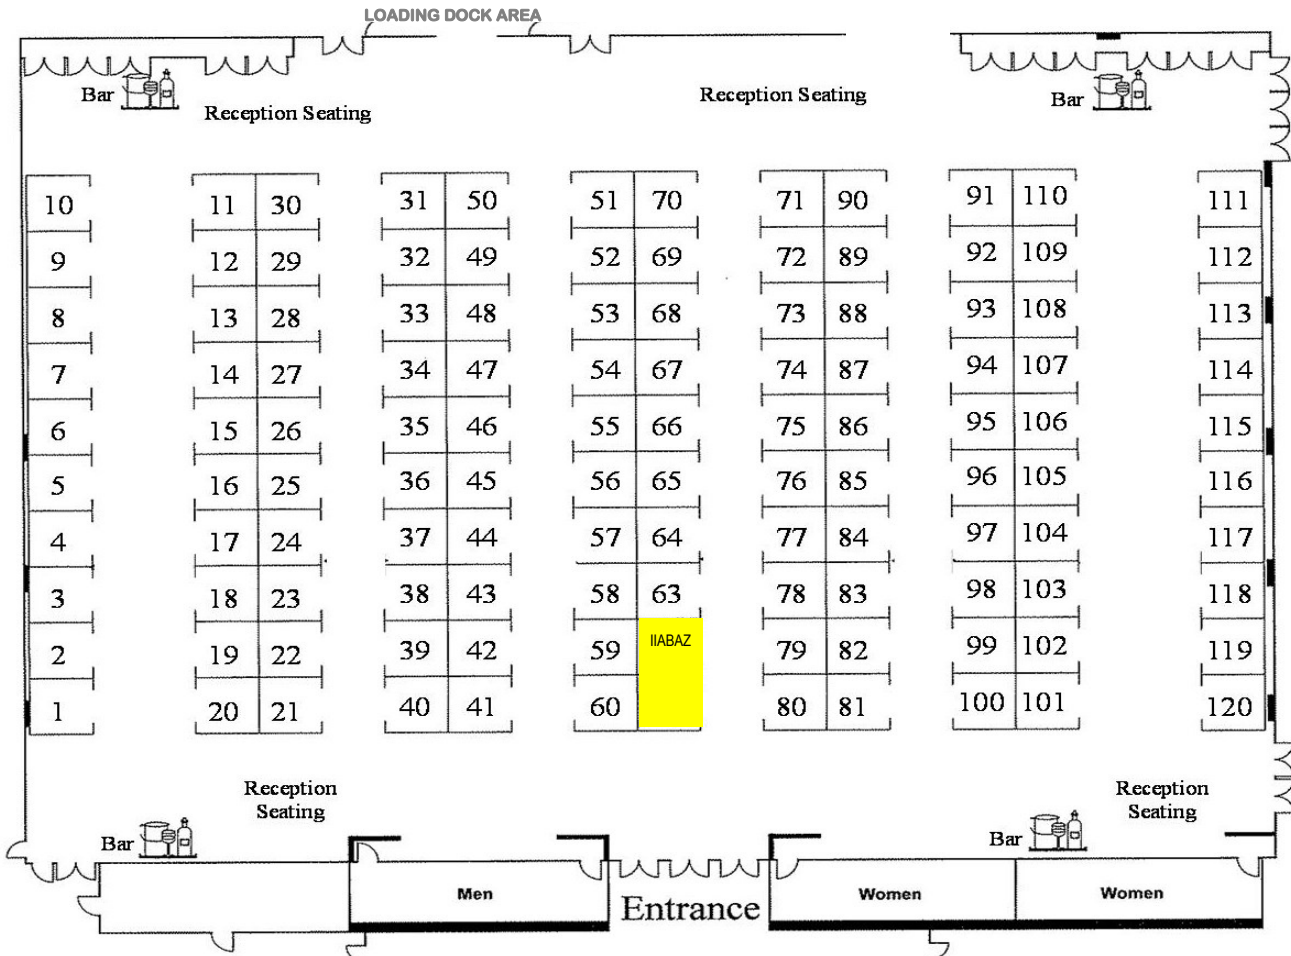 LOADING DOCK AREA
Bar
Reception Seating
Reception Seating
Bar
10 11 30 31 50 51 70 71 90 91 110 111
9 12 29 32 49 52 69 72 89 92 109 112
8 13 28 33 48 53 68 73 88 93 108 113
7 14 27 34 47 54 67 74 87 94 107 114
6 15 26 35 46 55 66 75 86 95 106 115
5 16 25 36 45 56 65 76 85 96 105 116
4 17 24 37 44 57 64 77 84 97 104 117
3 18 23 38 43 58 63 78 83 98 103 118
2 19 22 39 42 59 IIABAZ 79 82 99 102 119
1 20 21 40 41 60 80 81 100 101 120
Reception
Seating
Reception
Seating
Bar
Bar
Men
Entrance
Women
Women